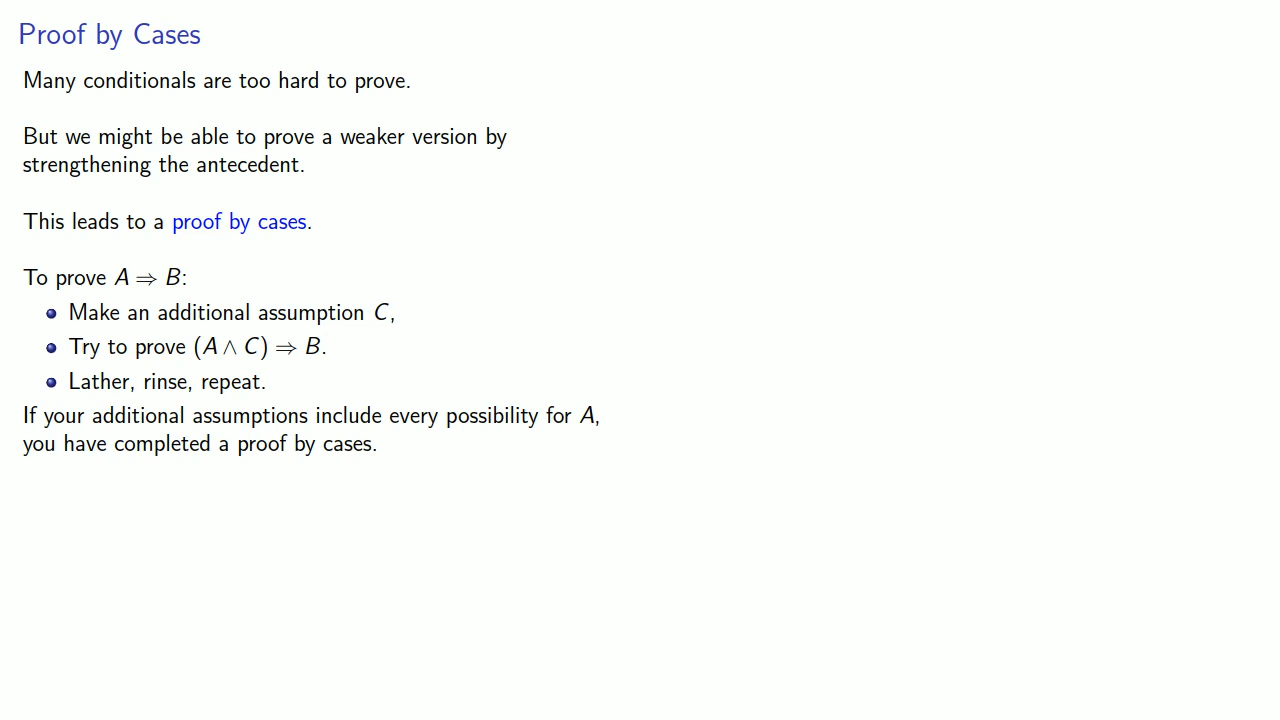 Proof by Cases
Many conditionals are too hard to prove.
But we might be able to prove a weaker version by
strengthening the antecedent.
This leads to a proof by cases.
To prove A ⇒ B:
Make an additional assumption C,
Try to prove (A ∧ C) ⇒ B.
Lather, rinse, repeat.
If your additional assumptions include every possibility for A,
you have completed a proof by cases.